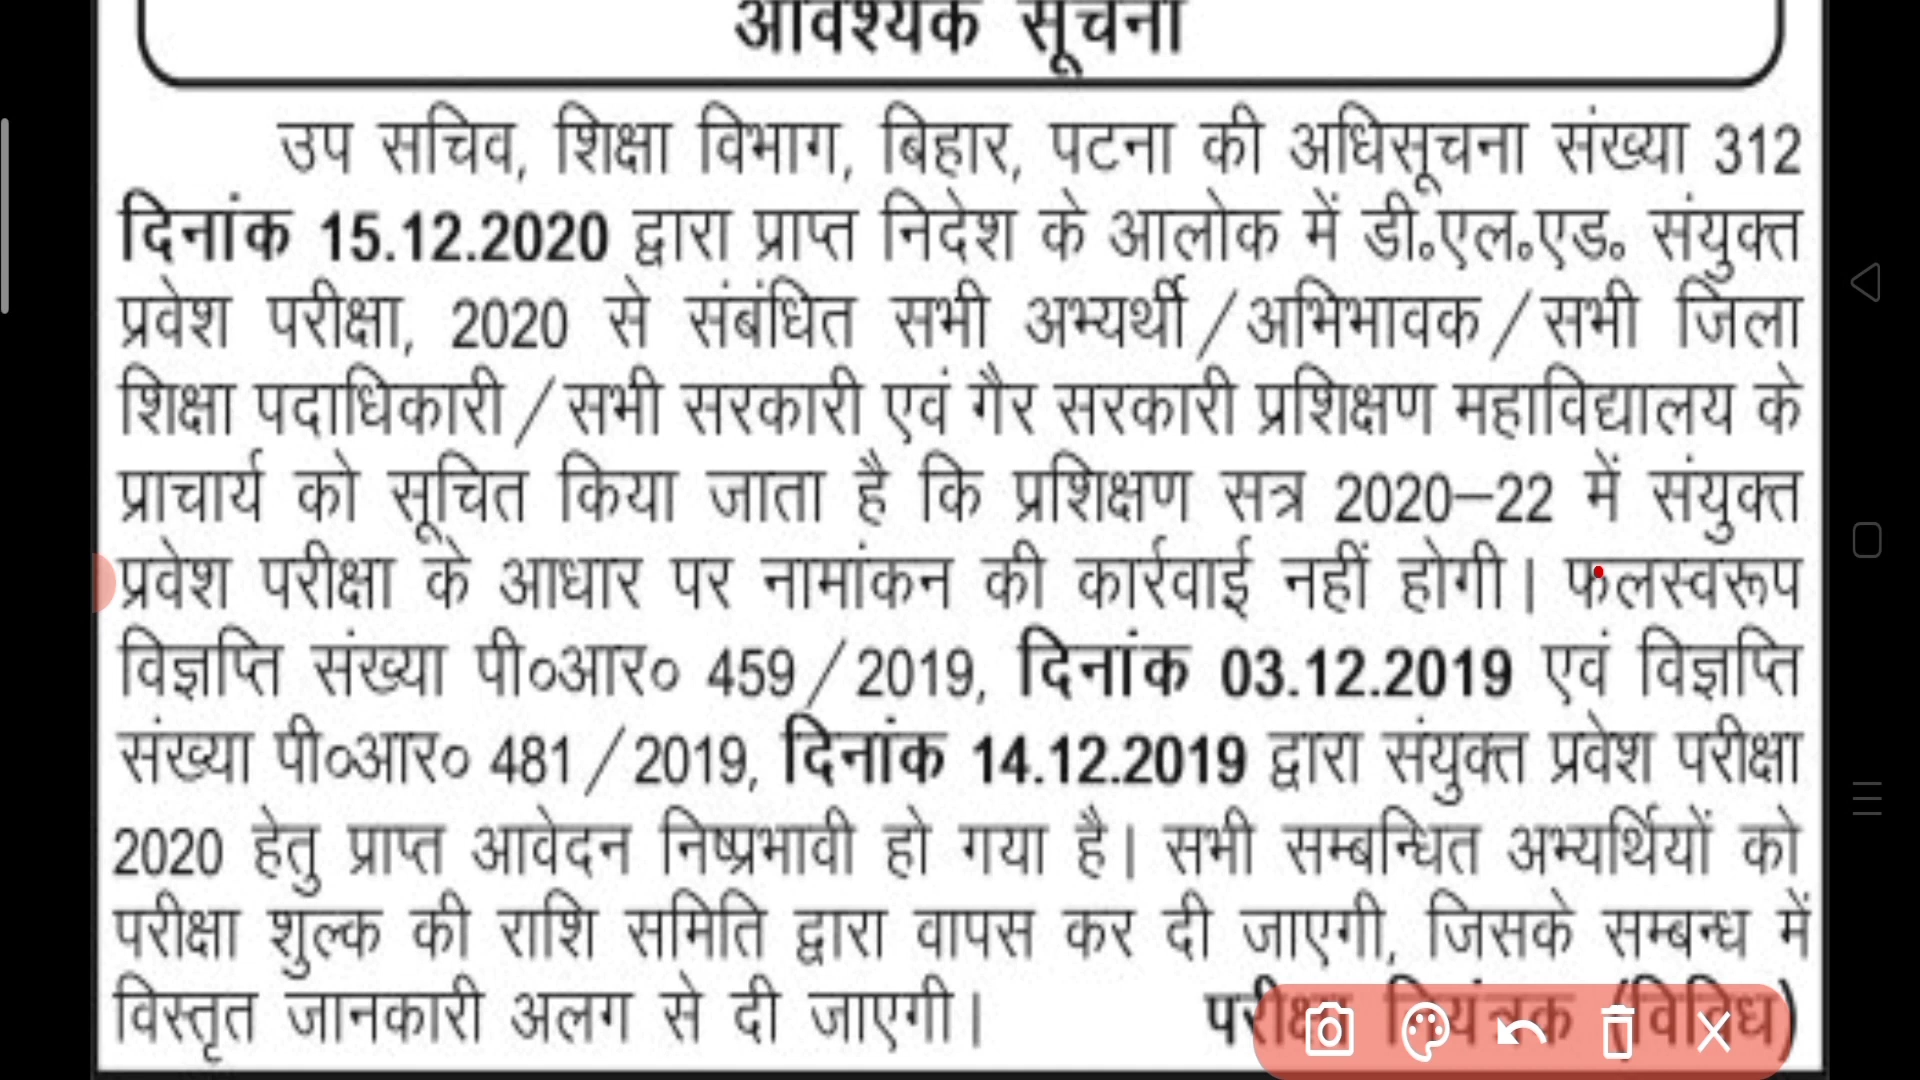 आवश्यक सूचना
उप सचिव, शिक्षा विभाग, बिहार, पटना की अधिसूचना संख्या 312
दिनांक 15.12.2020 द्वारा प्राप्त निदेश के आलोक में डी०एल०एड० संयुक्त
प्रवेश परीक्षा, 2020 से संबंधित सभी अभ्यर्थी/अभिभावक/सभी जिला
शिक्षा पदाधिकारी/सभी सरकारी एवं गैर सरकारी प्रशिक्षण महाविद्यालय के
प्राचार्य को सूचित किया जाता है कि प्रशिक्षण सत्र 2020–22 में संयुक्त
प्रवेश परीक्षा के आधार पर नामांकन की कार्रवाई नहीं होगी। फलस्वरूप
विज्ञप्ति संख्या पी०आर० 459/2019, दिनांक 03.12.2019 एवं विज्ञप्ति
संख्या पी०आर० 481/2019, दिनांक 14.12.2019 द्वारा संयुक्त प्रवेश परीक्षा
2020 हेतु प्राप्त आवेदन निष्प्रभावी हो गया है। सभी सम्बन्धित अभ्यर्थियों को
परीक्षा शुल्क की राशि समिति द्वारा वापस कर दी जाएगी, जिसके सम्बन्ध में
विस्तृत जानकारी अलग से दी जाएगी।
परीक्षा नियंत्रक (विविध)